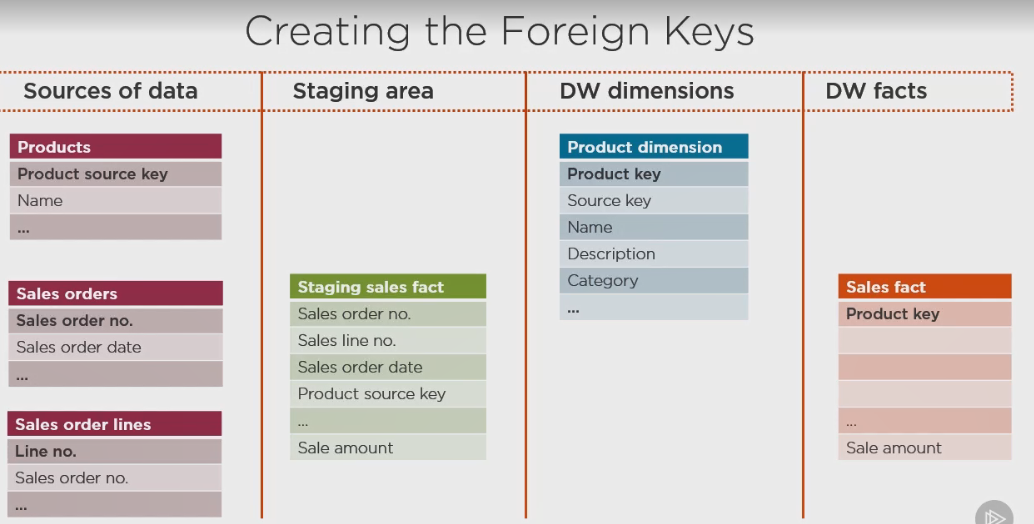 Creating the Foreign Keys
Sources of data
Staging area
DW dimensions
DW facts
Products
Product source key
Name
...
Sales orders
Sales order no.
Sales order date
...
Sales order lines
Line no.
Sales order no.
...
Staging sales fact
Sales order no.
Sales line no.
Sales order date
Product source key
...
Sale amount
Product dimension
Product key
Source key
Name
Description
Category
...
Sales fact
Product key
...
Sale amount